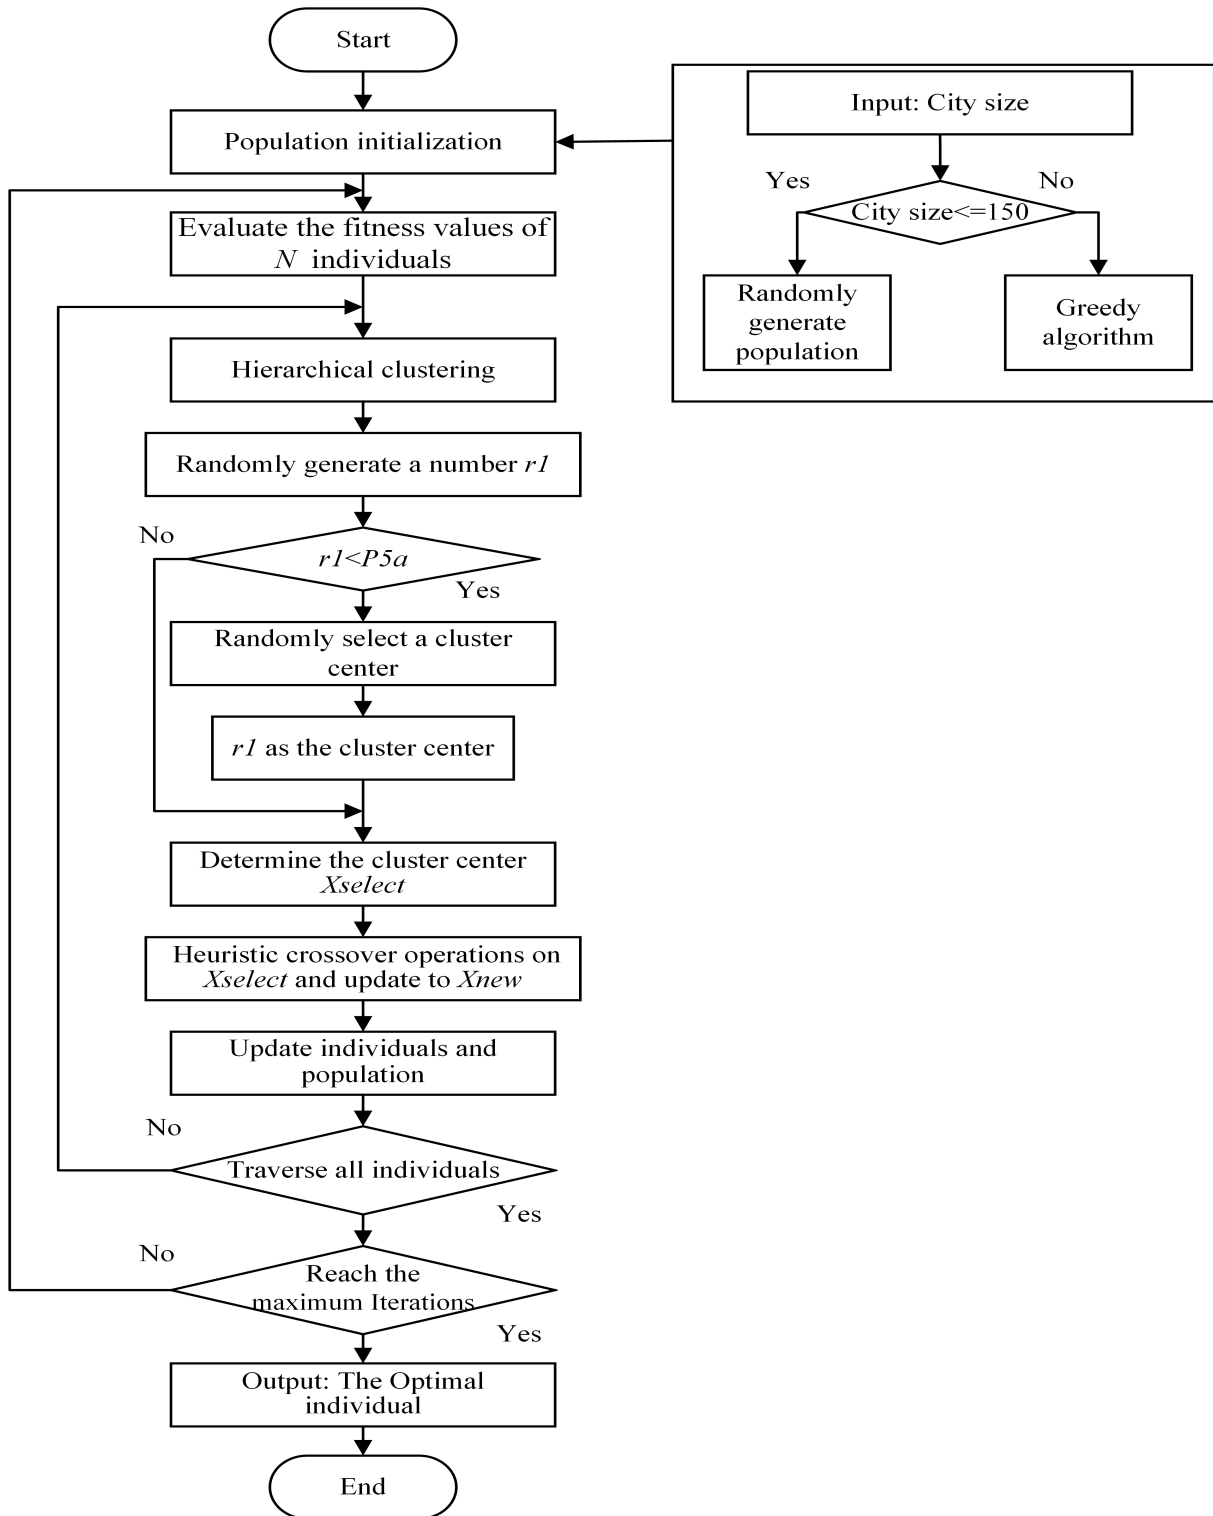 Start
Population initialization
Evaluate the fitness values of
N individuals
Hierarchical clustering
Randomly generate a number r1
No
r1<P5a
Yes
Randomly select a cluster
center
r1 as the cluster center
Determine the cluster center
Xselect
Heuristic crossover operations on
Xselect and update to Xnew
Update individuals and
population
No
Traverse all individuals
Yes
No
Reach the
maximum Iterations
Yes
Output: The Optimal
individual
End
Input: City size
Yes
No
City size<=150
Randomly
generate
population
Greedy
algorithm